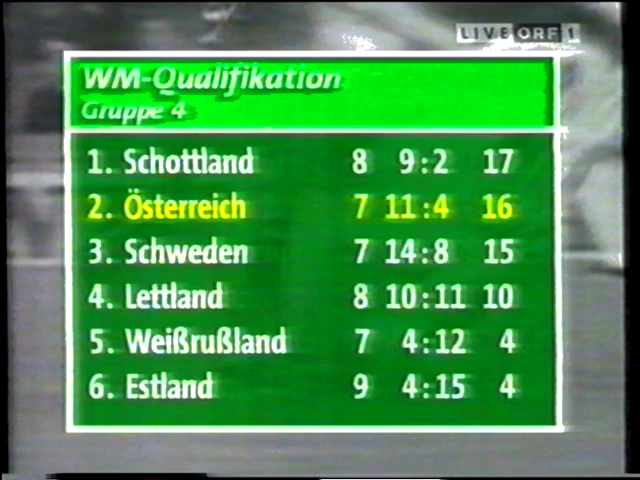 LIVE ORF 1
WM-Qualifikation
Gruppe 4
1. Schottland 8 9:2 17
2. Österreich 7 11:4 16
3. Schweden 7 14:8 15
4. Lettland 8 10:11 10
5. Weißrußland 7 4:12 4
6. Estland 9 4:15 4